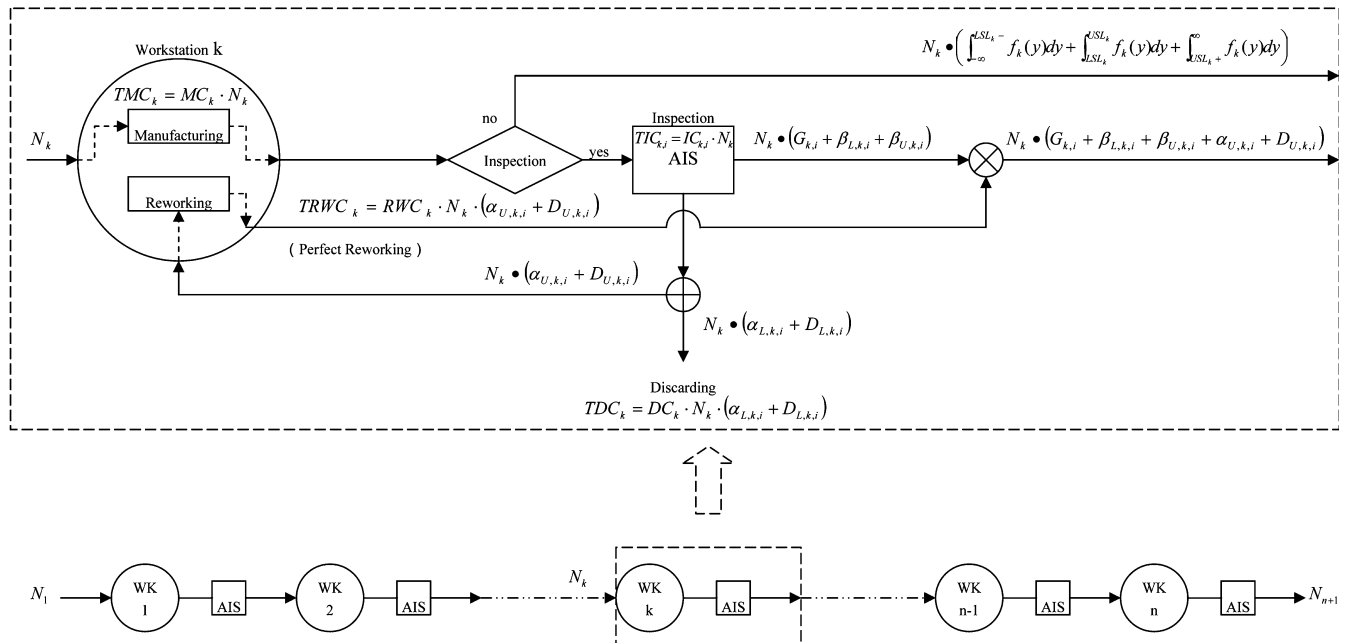 Workstation k
N_k • (∫_{-∞}^{LSL_k -} f_k(y)dy + ∫_{LSL_k}^{USL_k} f_k(y)dy + ∫_{USL_k +}^{∞} f_k(y)dy)
TMC_k = MC_k · N_k
N_k
Manufacturing
no
Inspection
yes
Inspection
TIC_{k,i} = IC_{k,i} · N_k
AIS
N_k • (G_{k,i} + β_{L,k,i} + β_{U,k,i})
N_k • (G_{k,i} + β_{L,k,i} + β_{U,k,i} + α_{U,k,i} + D_{U,k,i})
Reworking
TRWC_k = RWC_k · N_k · (α_{U,k,i} + D_{U,k,i})
( Perfect Reworking )
N_k • (α_{U,k,i} + D_{U,k,i})
N_k • (α_{L,k,i} + D_{L,k,i})
Discarding
TDC_k = DC_k · N_k · (α_{L,k,i} + D_{L,k,i})
N_1
WK
1
AIS
WK
2
AIS
N_k
WK
k
AIS
WK
n-1
AIS
WK
n
AIS
N_{n+1}